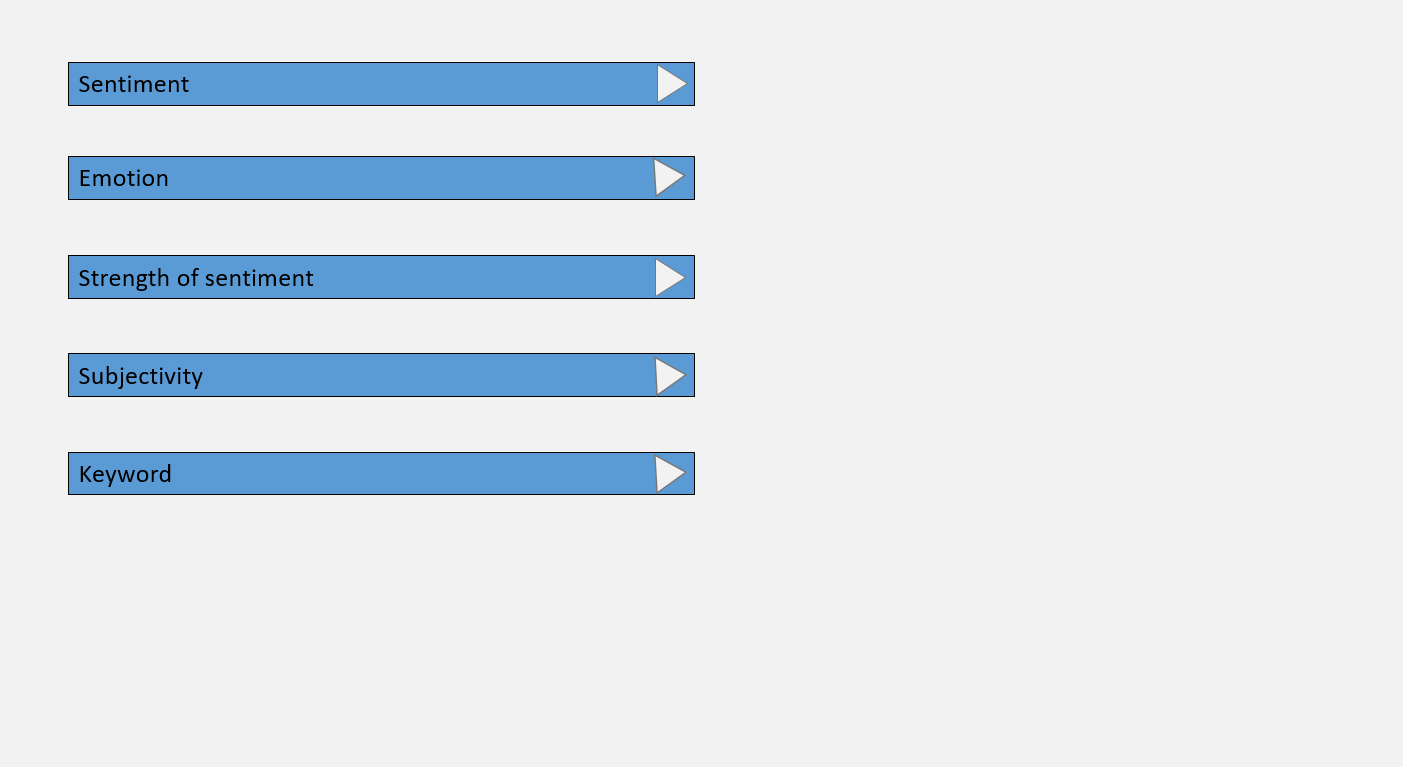 Sentiment
Emotion
Strength of sentiment
Subjectivity
Keyword